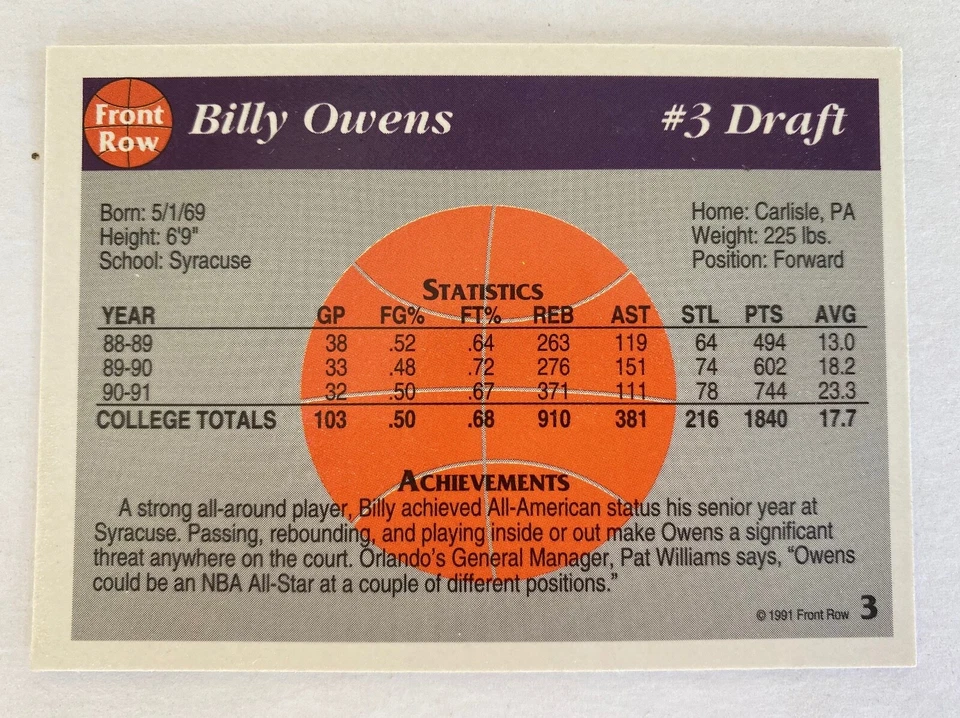 Front
Row
Billy Owens #3 Draft
Born: 5/1/69 Home: Carlisle, PA
Height: 6'9" Weight: 225 lbs.
School: Syracuse Position: Forward
STATISTICS
YEAR GP FG% FT% REB AST STL PTS AVG
88-89 38 .52 .64 263 119 64 494 13.0
89-90 33 .48 .72 276 151 74 602 18.2
90-91 32 .50 .67 371 111 78 744 23.3
COLLEGE TOTALS 103 .50 .68 910 381 216 1840 17.7
ACHIEVEMENTS
A strong all-around player, Billy achieved All-American status his senior year at
Syracuse. Passing, rebounding, and playing inside or out make Owens a significant
threat anywhere on the court. Orlando's General Manager, Pat Williams says, "Owens
could be an NBA All-Star at a couple of different positions."
© 1991 Front Row 3